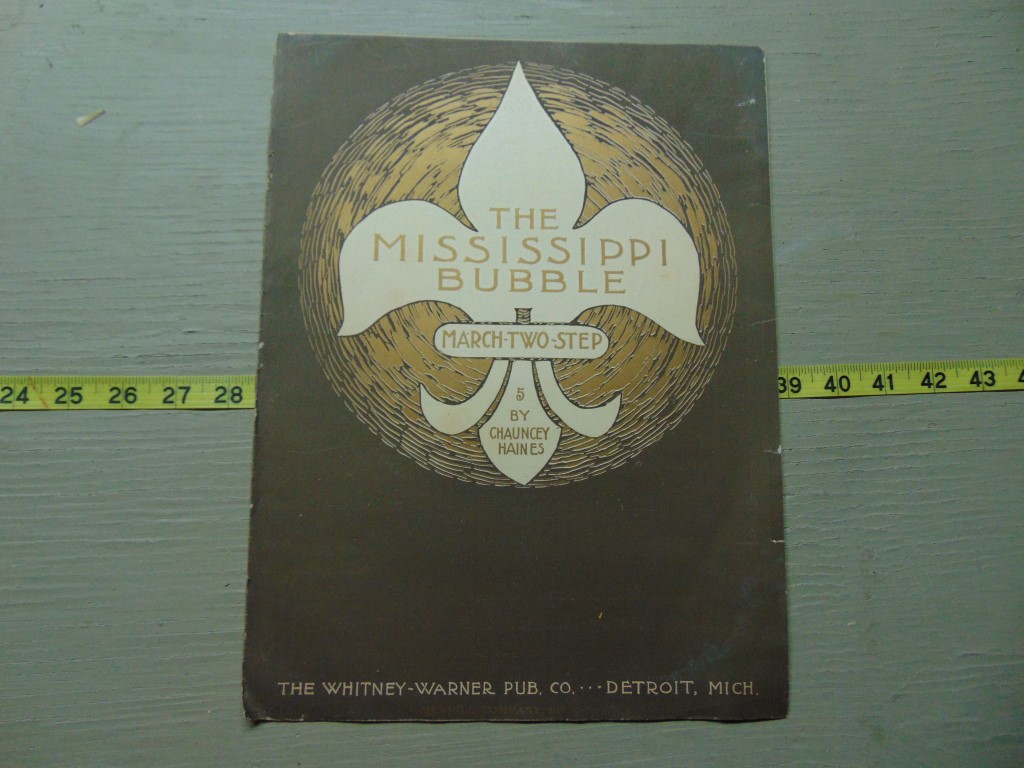 THE
MISSISSIPPI
BUBBLE
MARCH-TWO-STEP
5
BY
CHAUNCEY
HAINES
24 25 26 27 28 39 40 41 42 43
THE WHITNEY-WARNER PUB. CO. ... DETROIT, MICH.